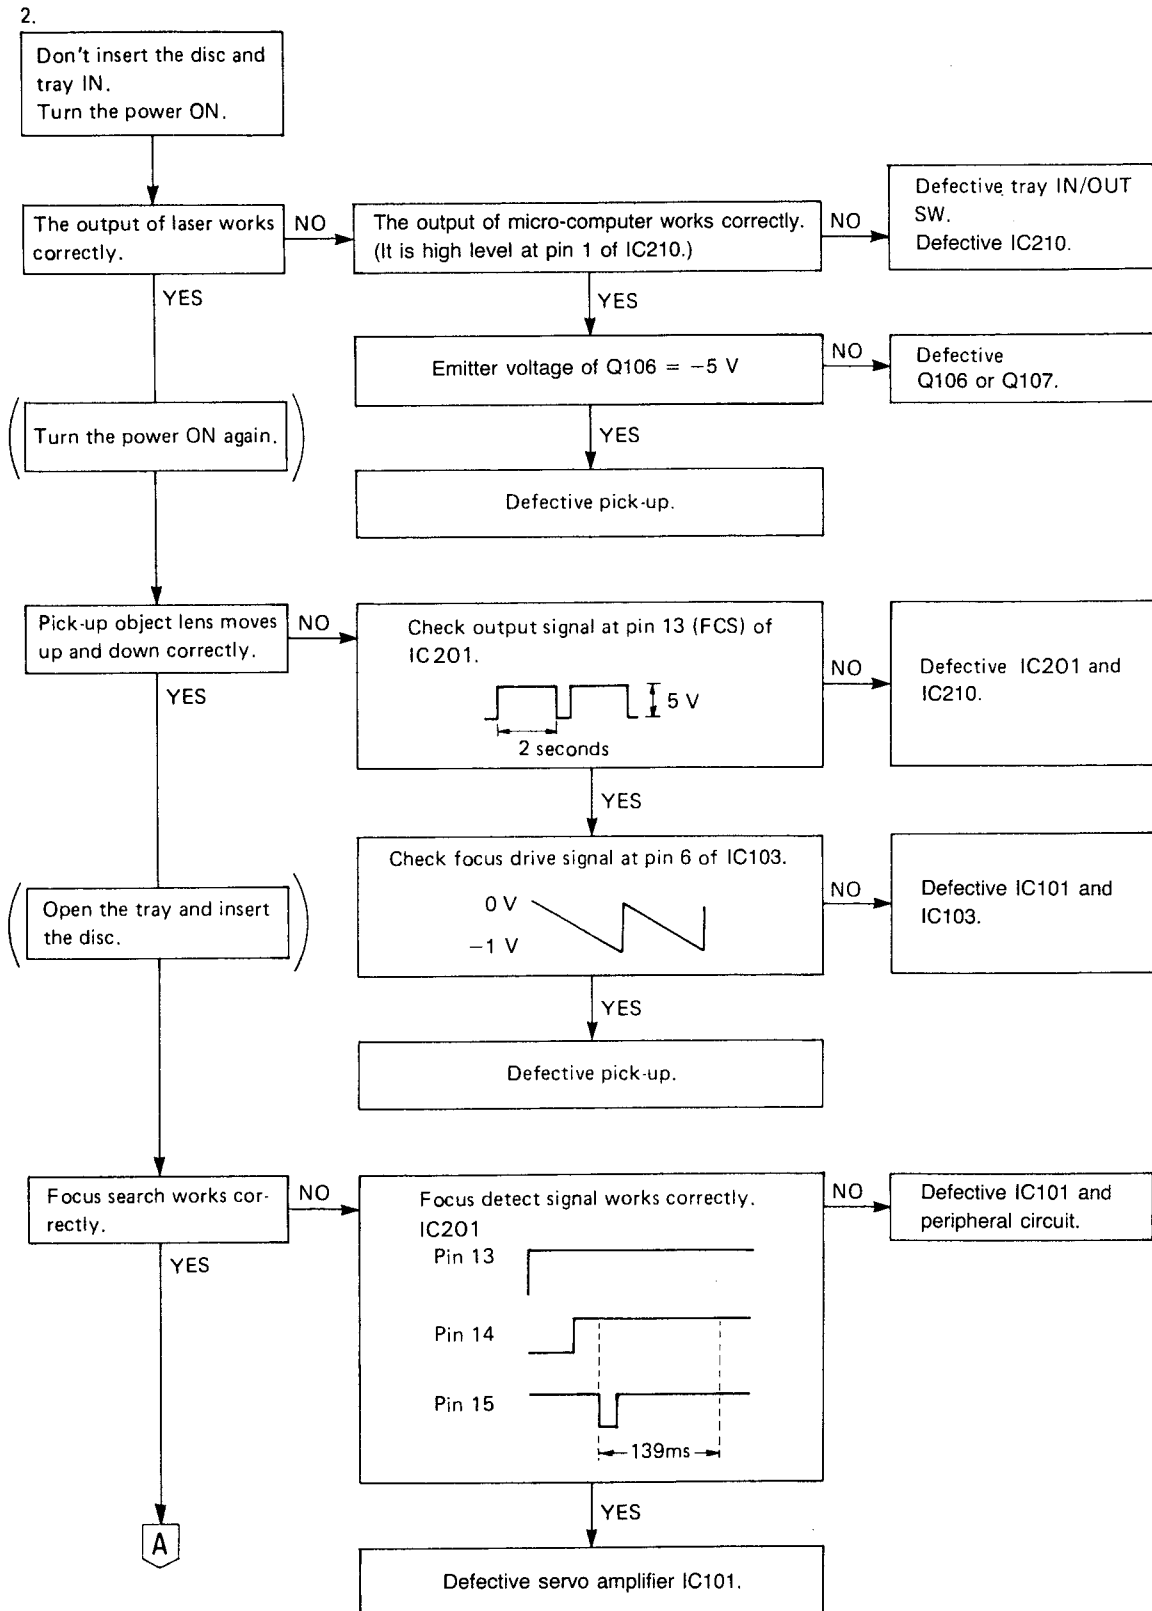 2.
Don't insert the disc and
tray IN.
Turn the power ON.
The output of laser works
correctly.
NO
The output of micro-computer works correctly.
(It is high level at pin 1 of IC210.)
NO
Defective tray IN/OUT
SW.
Defective IC210.
YES
YES
Emitter voltage of Q106 = −5 V
NO
Defective
Q106 or Q107.
Turn the power ON again.
YES
Defective pick-up.
Pick-up object lens moves
up and down correctly.
NO
Check output signal at pin 13 (FCS) of
IC201.
5 V
2 seconds
NO
Defective IC201 and
IC210.
YES
YES
Check focus drive signal at pin 6 of IC103.
0 V
−1 V
NO
Defective IC101 and
IC103.
Open the tray and insert
the disc.
YES
Defective pick-up.
Focus search works cor-
rectly.
NO
Focus detect signal works correctly.
IC201
Pin 13
Pin 14
Pin 15
139ms
NO
Defective IC101 and
peripheral circuit.
YES
YES
A
Defective servo amplifier IC101.